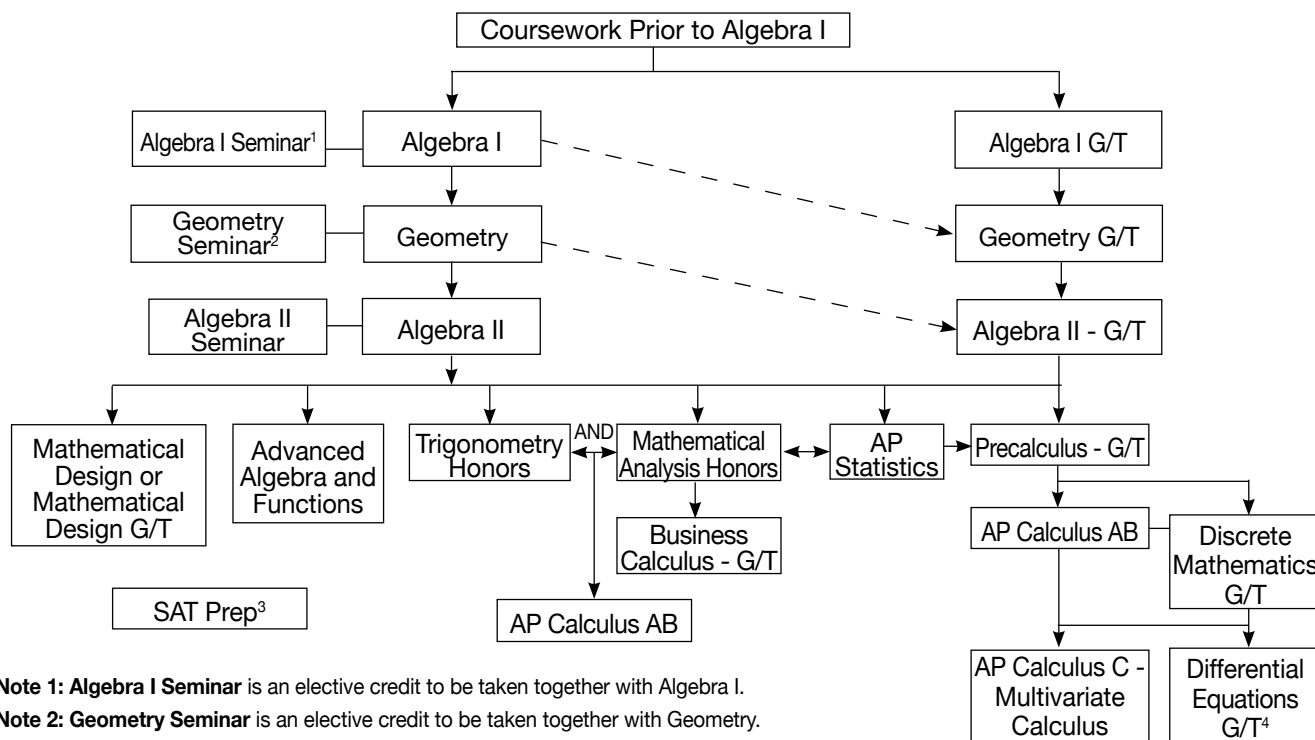 Coursework Prior to Algebra I
Algebra I Seminar¹
Algebra I
Algebra I G/T
Geometry
Seminar²
Geometry
Geometry G/T
Algebra II
Seminar
Algebra II
Algebra II - G/T
Mathematical
Design or
Mathematical
Design G/T
Advanced
Algebra and
Functions
Trigonometry
Honors
AND
Mathematical
Analysis Honors
AP
Statistics
Precalculus - G/T
Business
Calculus - G/T
AP Calculus AB
Discrete
Mathematics
G/T
SAT Prep³
AP Calculus AB
AP Calculus C -
Multivariate
Calculus
Differential
Equations
G/T⁴
Note 1: Algebra I Seminar is an elective credit to be taken together with Algebra I.
Note 2: Geometry Seminar is an elective credit to be taken together with Geometry.